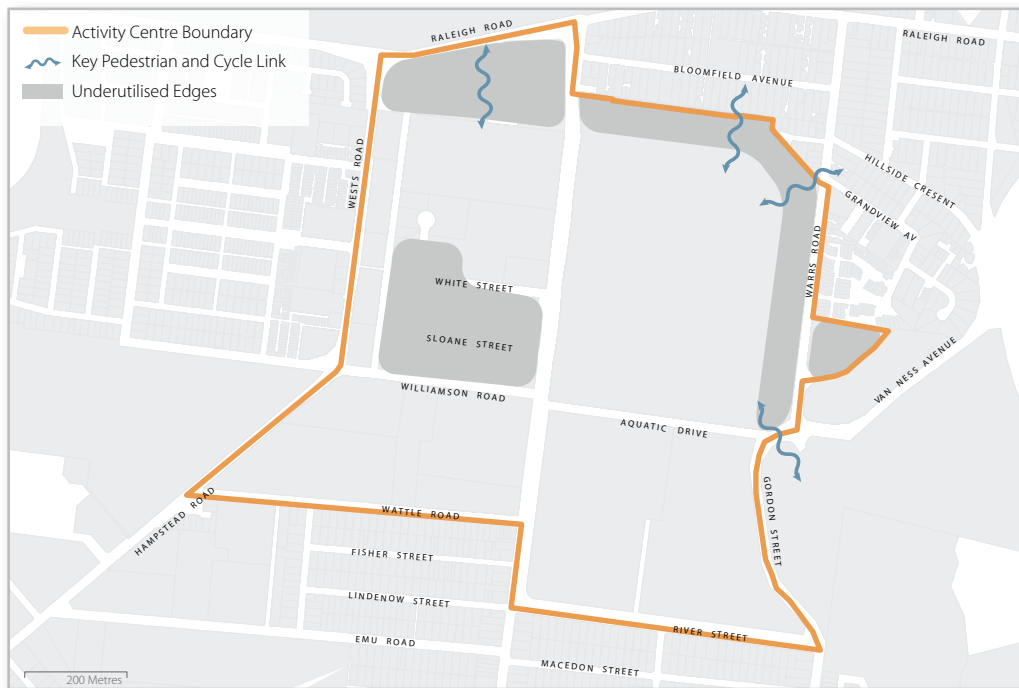 Activity Centre Boundary
Key Pedestrian and Cycle Link
Underutilised Edges
RALEIGH ROAD
RALEIGH ROAD
BLOOMFIELD AVENUE
WESTS ROAD
HILLSIDE CRESENT
GRANDVIEW AV
WARRS ROAD
WHITE STREET
SLOANE STREET
VAN NESS AVENUE
WILLIAMSON ROAD
AQUATIC DRIVE
GORDON STREET
HAMPSTEAD ROAD
WATTLE ROAD
FISHER STREET
LINDENOW STREET
RIVER STREET
EMU ROAD
MACEDON STREET
200 Metres